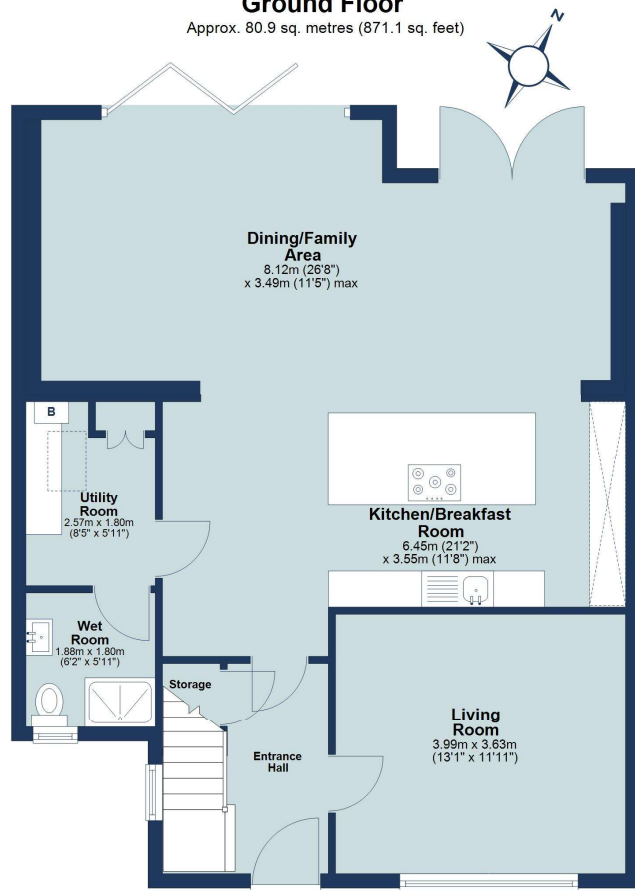 Ground Floor
Approx. 80.9 sq. metres (871.1 sq. feet)
N
Dining/Family
Area
8.12m (26'8")
x 3.49m (11'5") max
B
Utility
Room
2.57m x 1.80m
(8'5" x 5'11")
Kitchen/Breakfast
Room
6.45m (21'2")
x 3.55m (11'8") max
Wet
Room
1.88m x 1.80m
(6'2" x 5'11")
Storage
Living
Room
3.99m x 3.63m
(13'1" x 11'11")
Entrance
Hall